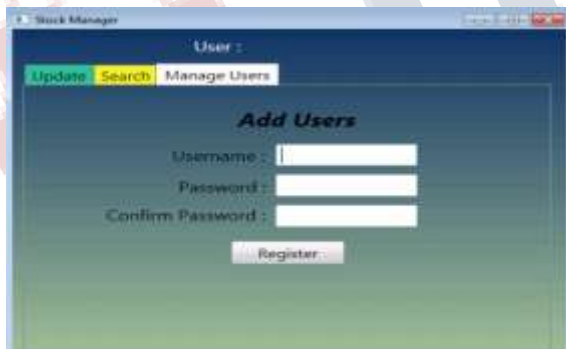 Stock Manager
User :
Update Search Manage Users
Add Users
Username :
Password :
Confirm Password :
Register